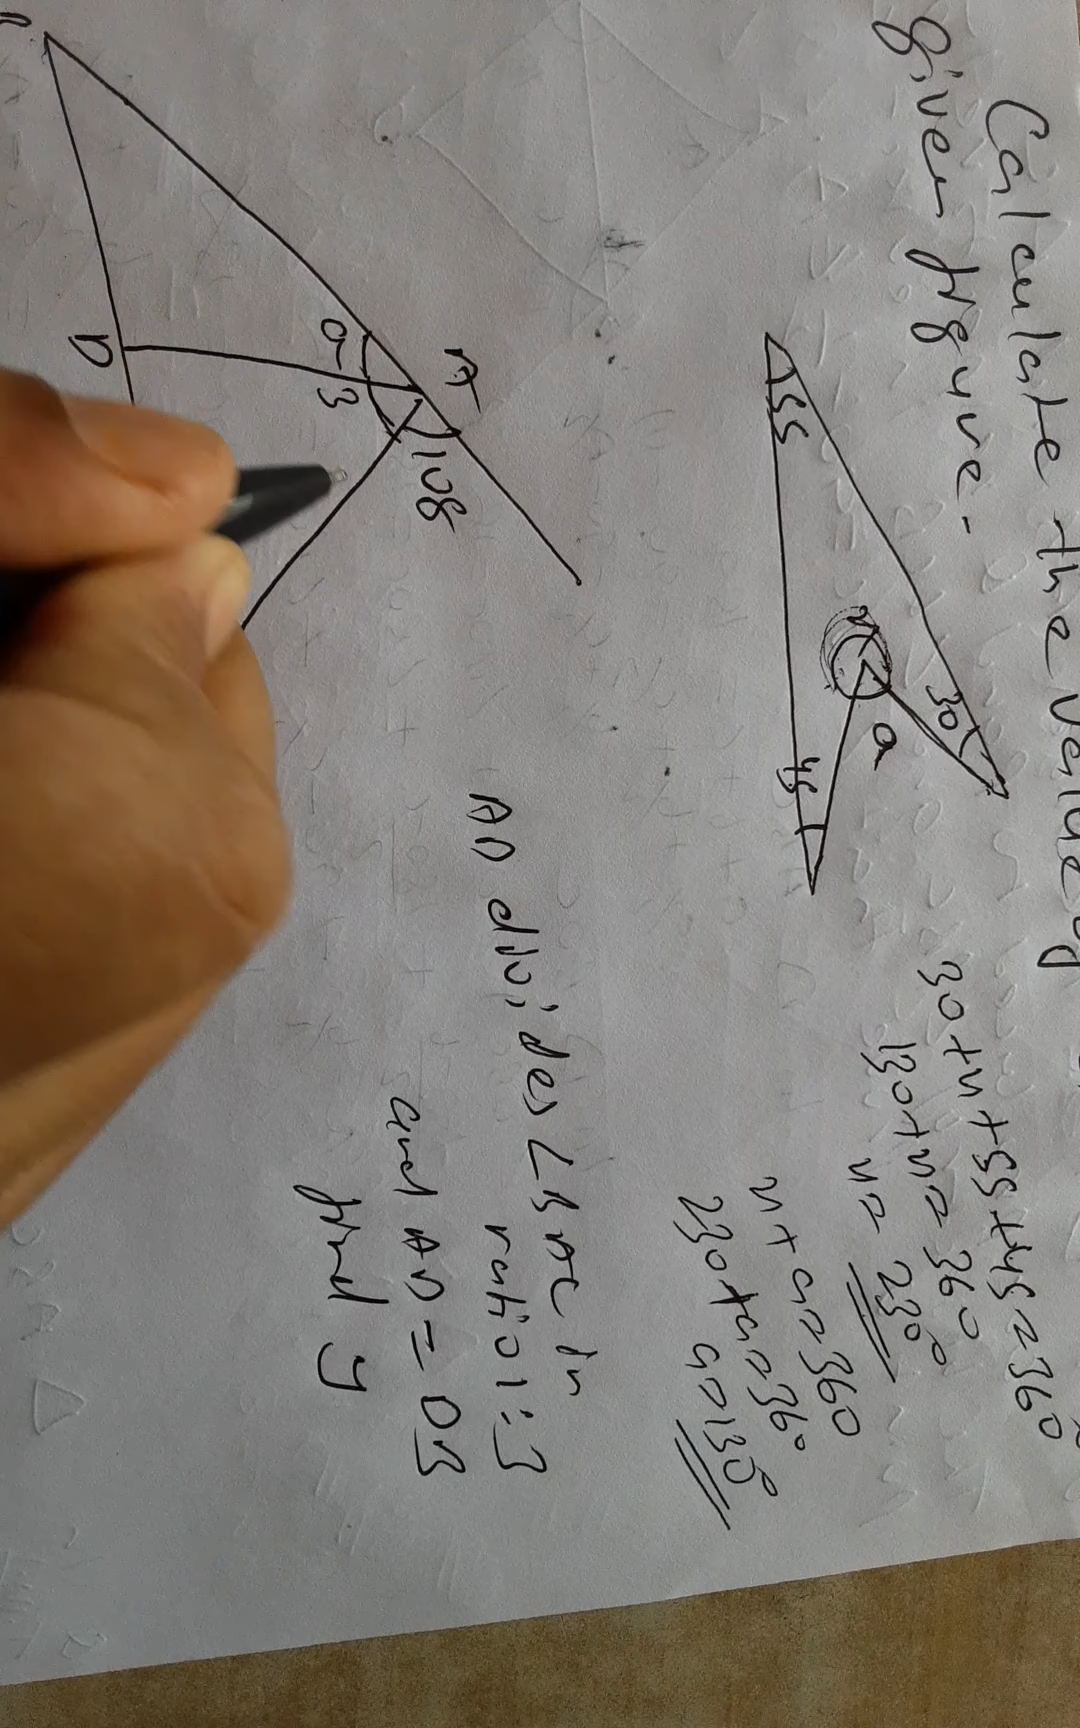 Calculate the value of
given figure.
55
30
45
x
a
30+x+55+45=360
130+x=360
x=230°
x+a=360
230+a=360
a=130°
A
108
a
3
D
AD divides ∠BAC in
ratio 1:3
and AD = DB
find y